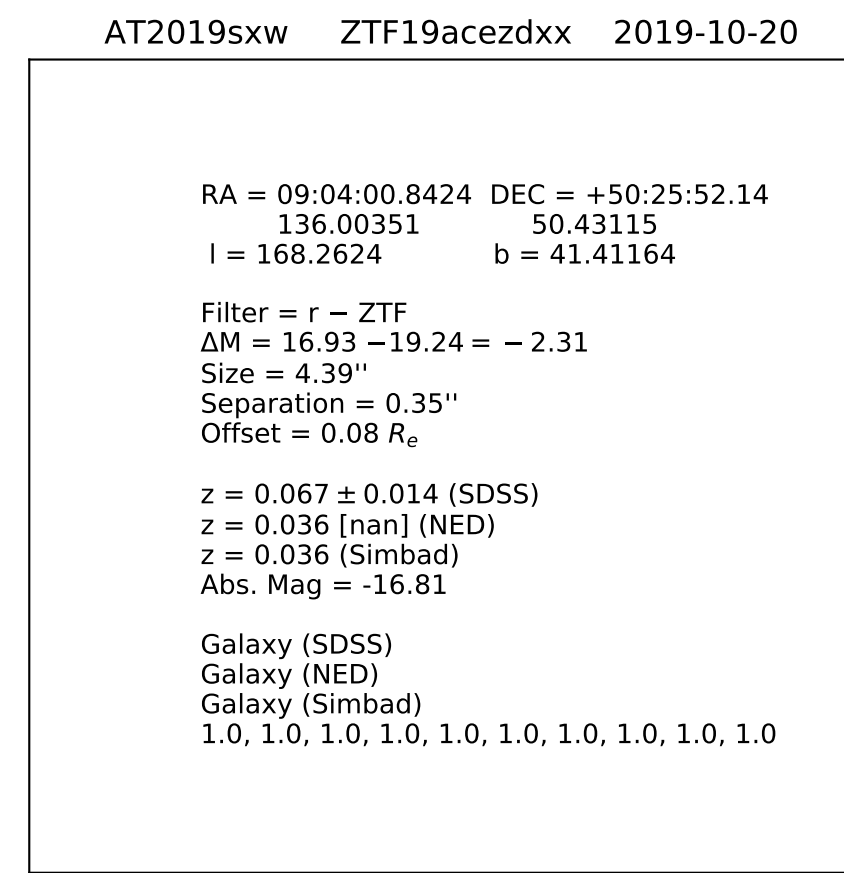 AT2019sxw ZTF19acezdxx 2019-10-20
RA = 09:04:00.8424 DEC = +50:25:52.14
136.00351 50.43115
l = 168.2624 b = 41.41164
Filter = r − ZTF
ΔM = 16.93 −19.24 = − 2.31
Size = 4.39''
Separation = 0.35''
Offset = 0.08 Rₑ
z = 0.067 ± 0.014 (SDSS)
z = 0.036 [nan] (NED)
z = 0.036 (Simbad)
Abs. Mag = -16.81
Galaxy (SDSS)
Galaxy (NED)
Galaxy (Simbad)
1.0, 1.0, 1.0, 1.0, 1.0, 1.0, 1.0, 1.0, 1.0, 1.0